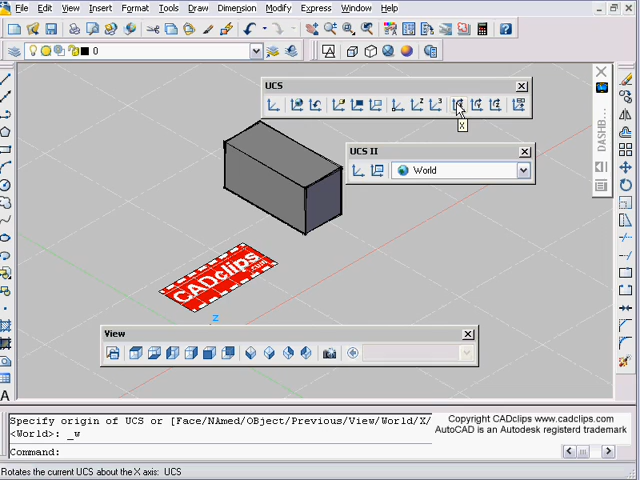 File Edit View Insert Format Tools Draw Dimension Modify Express Window Help
0
UCS
X
UCS II
World
DASHB
CADclips
Z
View
Specify origin of UCS or [Face/NAmed/OBject/Previous/View/World/X/
<World>: _w
Command:
Copyright CADclips www.cadclips.com
AutoCAD is an Autodesk registerd trademark
Rotates the current UCS about the X axis: UCS